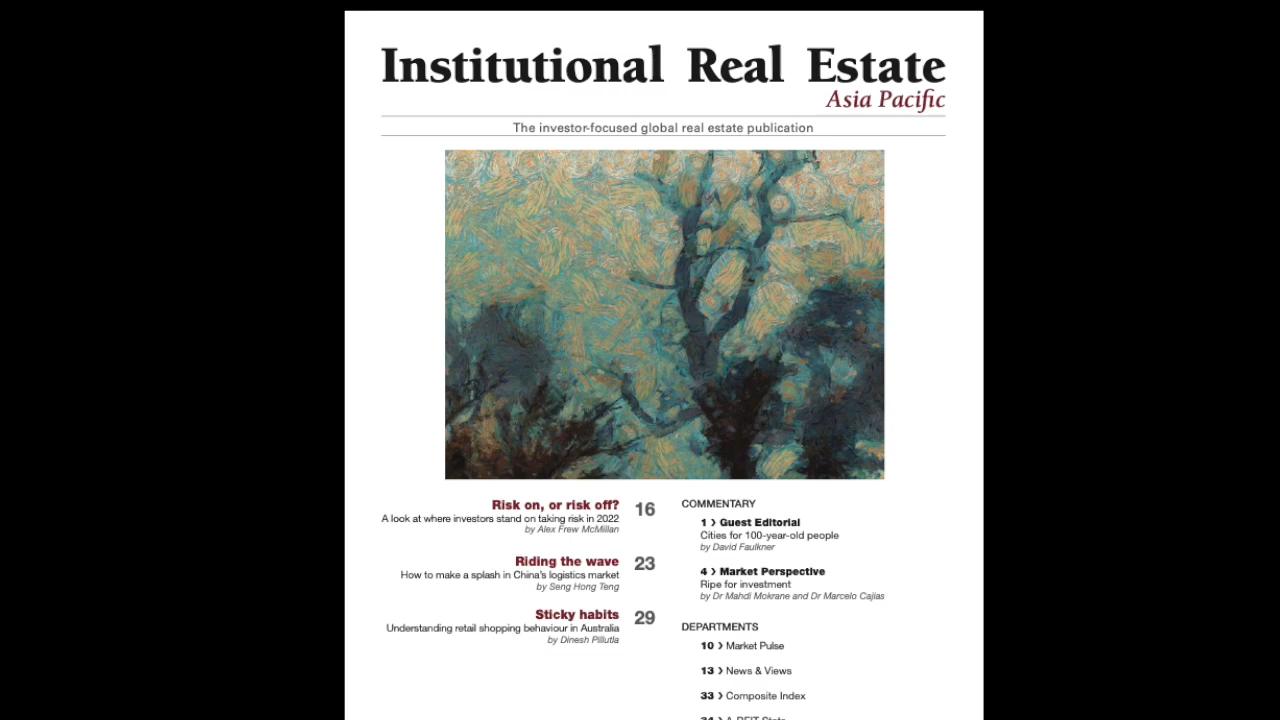 Institutional Real Estate
Asia Pacific
The investor-focused global real estate publication
Risk on, or risk off? 16
A look at where investors stand on taking risk in 2022
by Alex Frew McMillan
Riding the wave 23
How to make a splash in China's logistics market
by Seng Hong Teng
Sticky habits 29
Understanding retail shopping behaviour in Australia
by Dinesh Pillutla
COMMENTARY
1 › Guest Editorial
Cities for 100-year-old people
by David Faulkner
4 › Market Perspective
Ripe for investment
by Dr Mahdi Mokrane and Dr Marcelo Cajias
DEPARTMENTS
10 › Market Pulse
13 › News & Views
33 › Composite Index
34 › A-REIT Stats